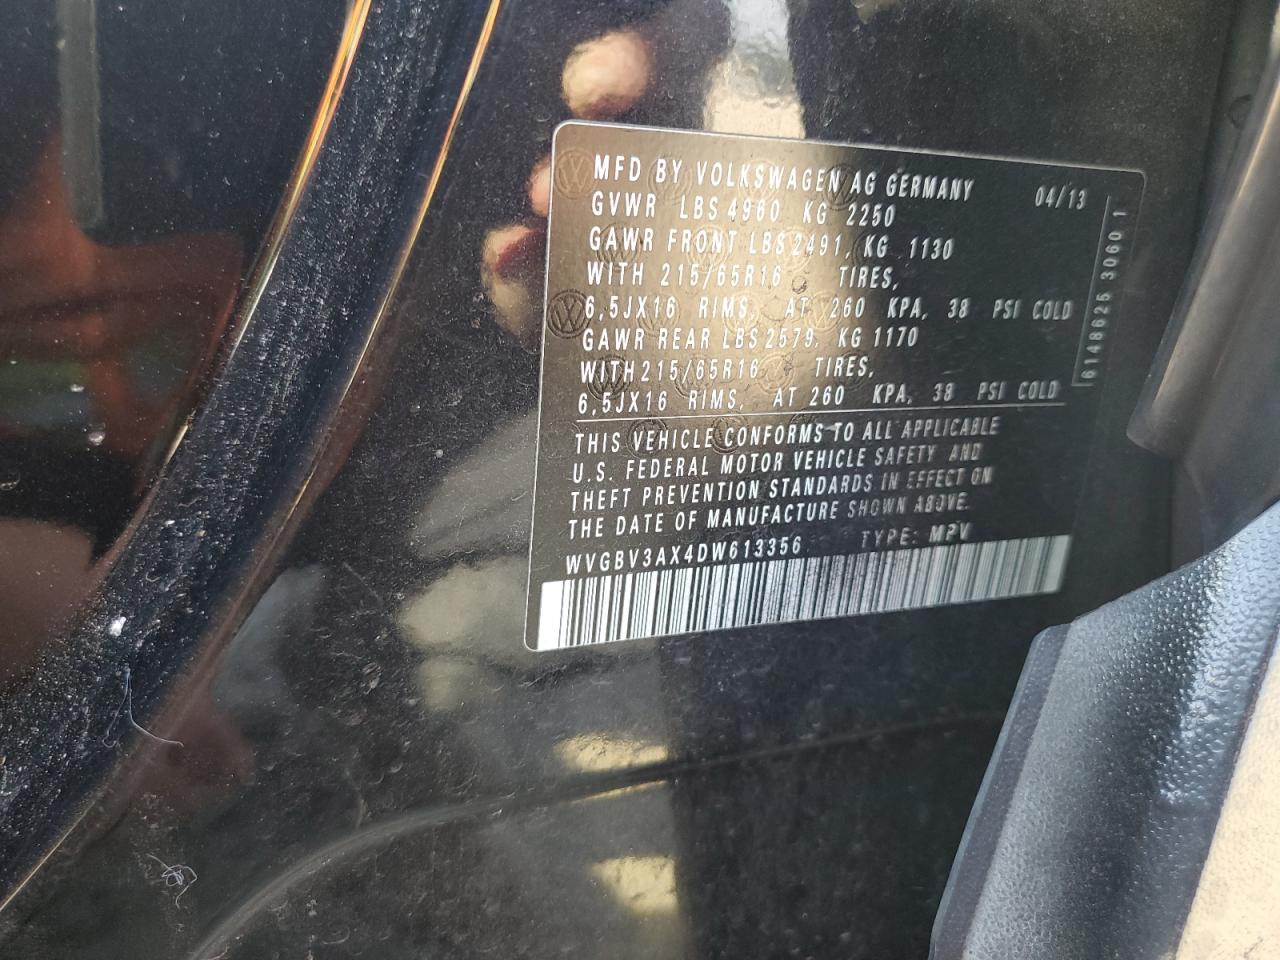 MFD BY VOLKSWAGEN AG GERMANY 04/13
GVWR LBS 4960 KG 2250
GAWR FRONT LBS 2491, KG 1130
WITH 215/65R16 TIRES,
6,5JX16 RIMS, AT 260 KPA, 38 PSI COLD
GAWR REAR LBS 2579, KG 1170
WITH 215/65R16 TIRES,
6,5JX16 RIMS, AT 260 KPA, 38 PSI COLD
THIS VEHICLE CONFORMS TO ALL APPLICABLE
U.S. FEDERAL MOTOR VEHICLE SAFETY AND
THEFT PREVENTION STANDARDS IN EFFECT ON
THE DATE OF MANUFACTURE SHOWN ABOVE.
WVGBV3AX4DW613356 TYPE: MPV
6148625 3060 1